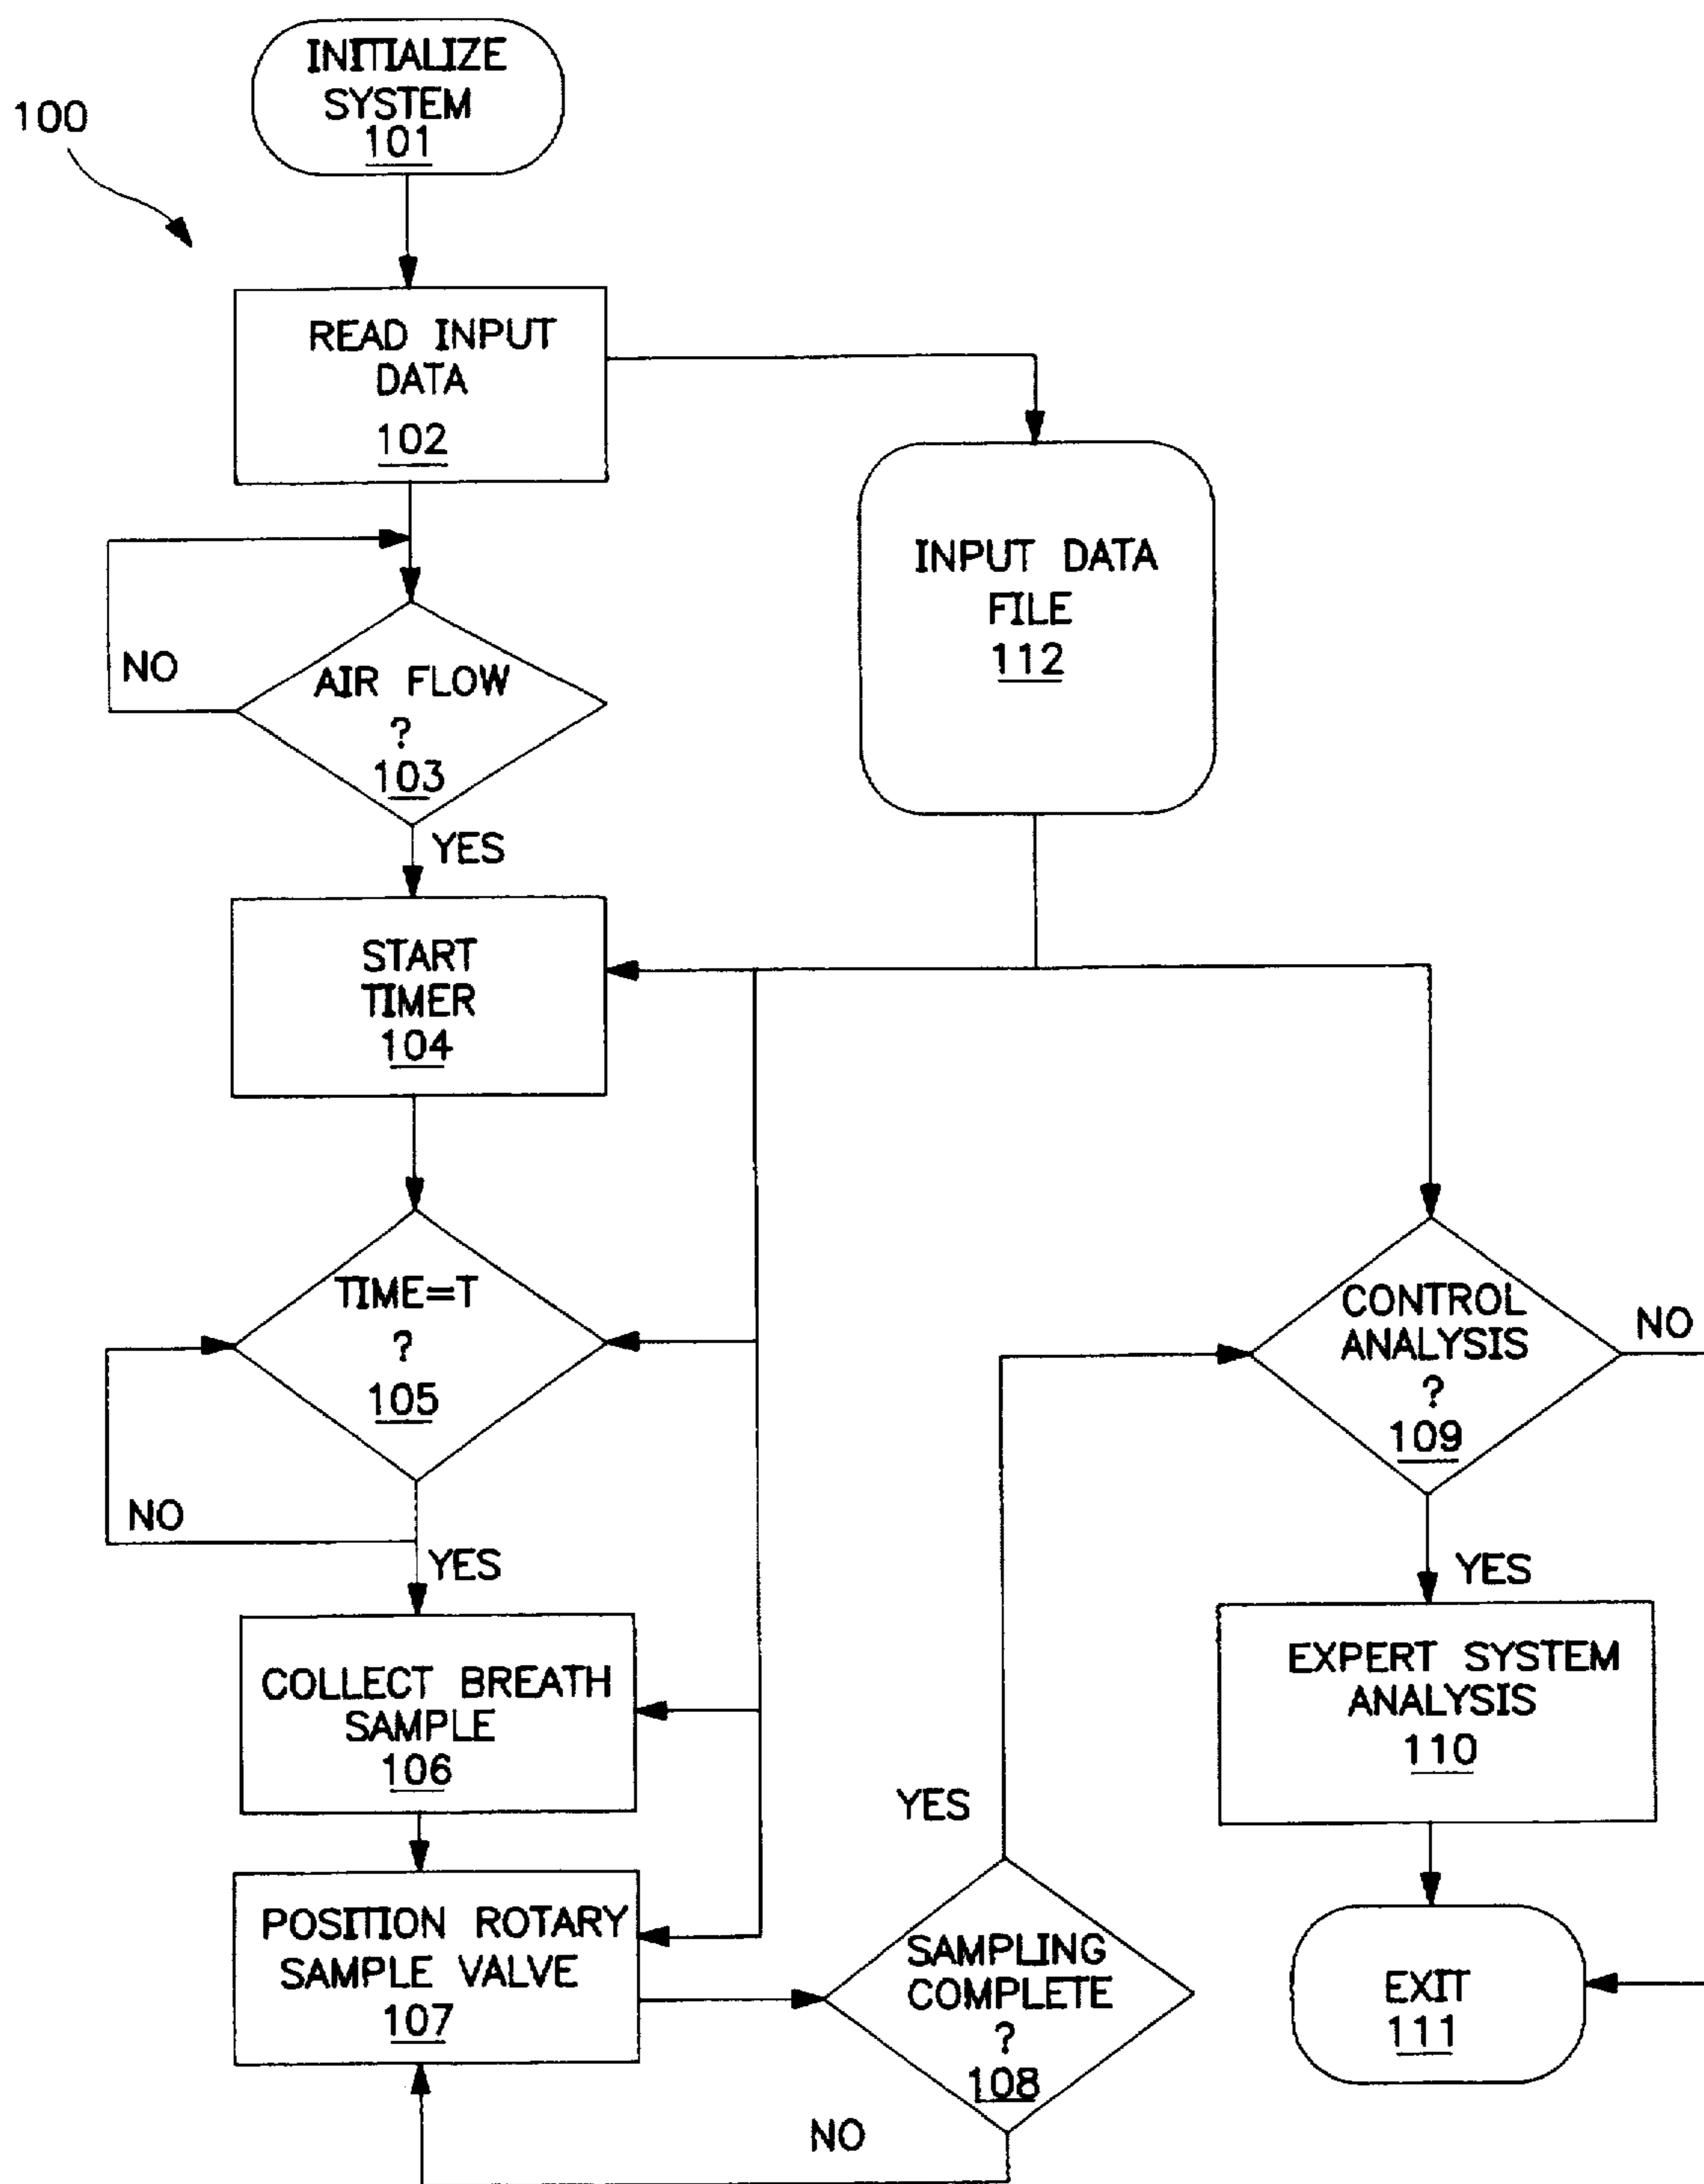 INITIALIZE
SYSTEM
101
100
READ INPUT
DATA
102
INPUT DATA
FILE
112
NO
AIR FLOW
?
103
YES
START
TIMER
104
TIME=T
?
105
NO
YES
COLLECT BREATH
SAMPLE
106
POSITION ROTARY
SAMPLE VALVE
107
SAMPLING
COMPLETE
?
108
NO
YES
CONTROL
ANALYSIS
?
109
NO
YES
EXPERT SYSTEM
ANALYSIS
110
EXIT
111